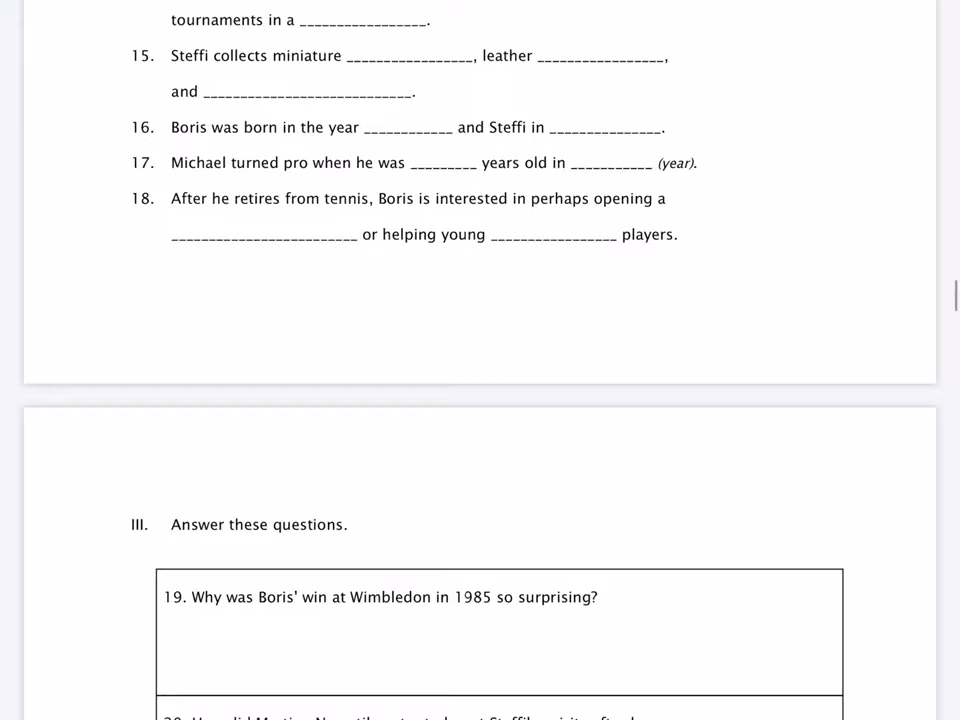 tournaments in a _________________.
15. Steffi collects miniature _________________, leather _________________,
and ____________________________.
16. Boris was born in the year ____________ and Steffi in _______________.
17. Michael turned pro when he was _________ years old in ___________ (year).
18. After he retires from tennis, Boris is interested in perhaps opening a
_________________________ or helping young _________________ players.
III. Answer these questions.
19. Why was Boris' win at Wimbledon in 1985 so surprising?